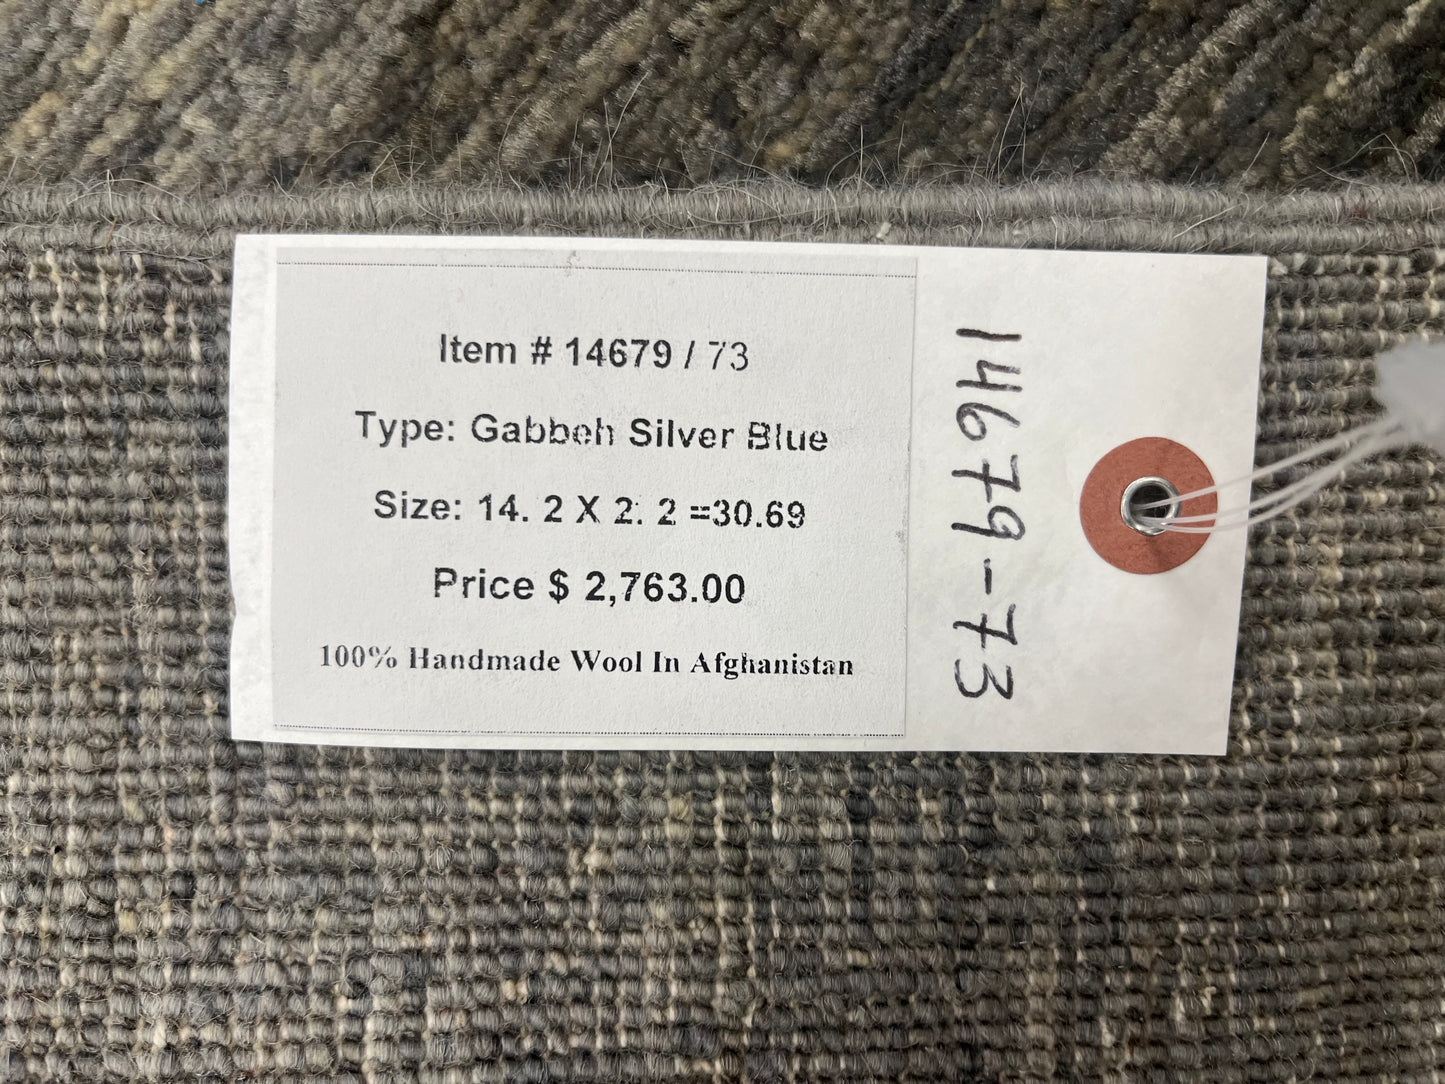 Item # 14679 / 73
Type: Gabbeh Silver Blue
Size: 14. 2 X 2. 2 =30.69
Price $ 2,763.00
100% Handmade Wool In Afghanistan
14679-73